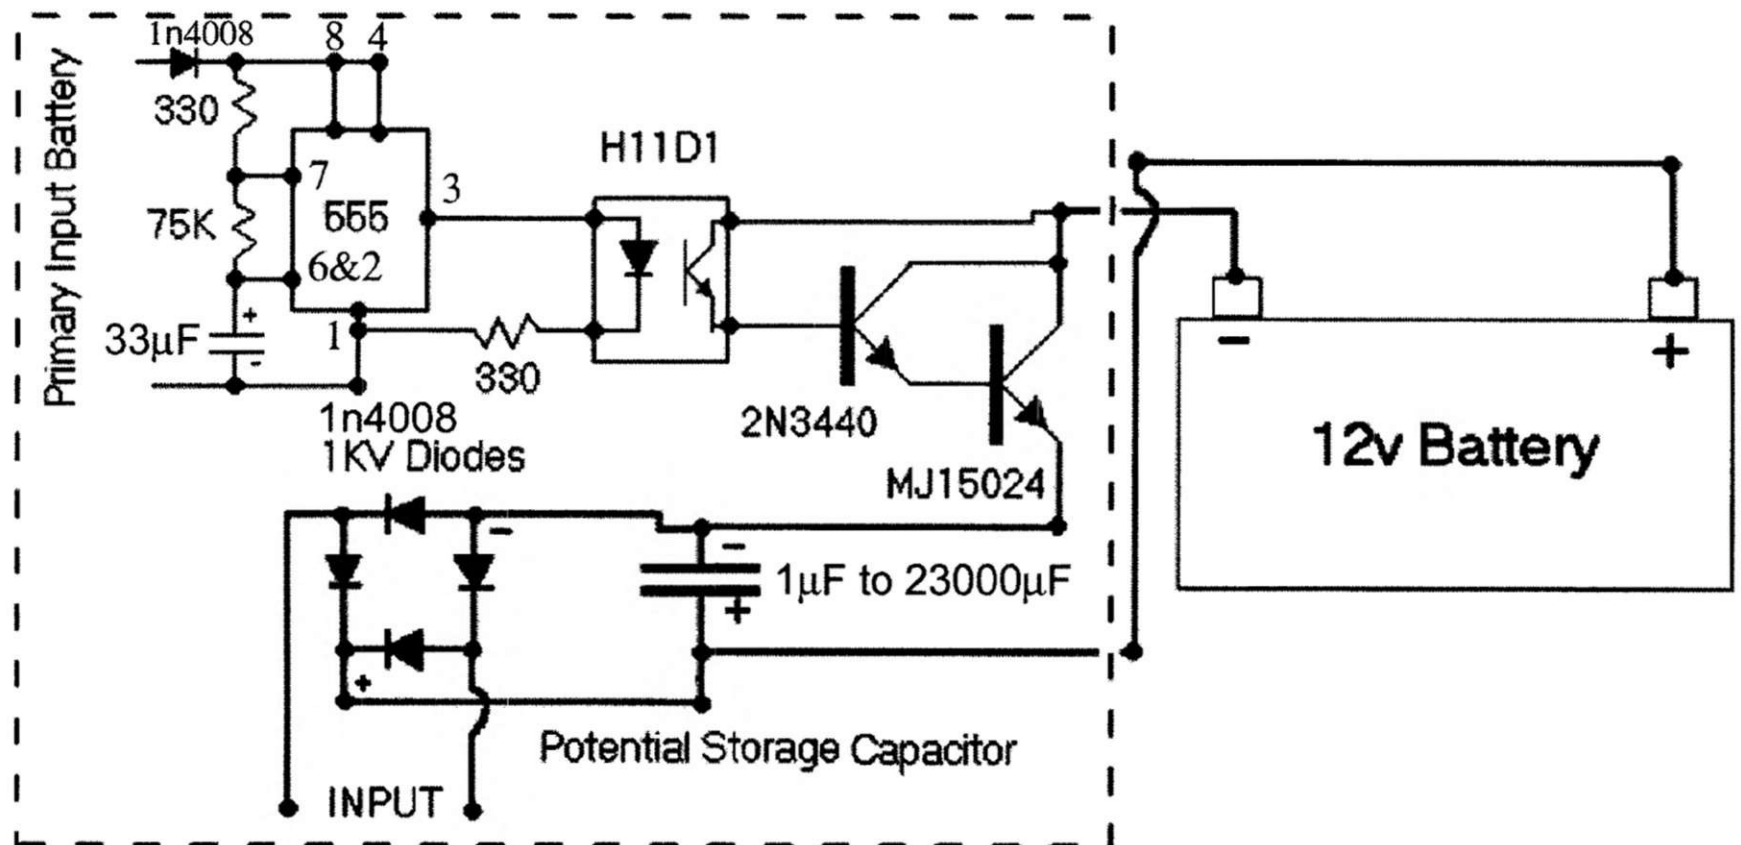 Primary Input Battery
1n4008
8 4
330
7
75K
555
3
6&2
+
33µF
-
1
H11D1
330
2N3440
MJ15024
1n4008
1KV Diodes
-
-
1µF to 23000µF
+
+
Potential Storage Capacitor
INPUT
-
+
12v Battery